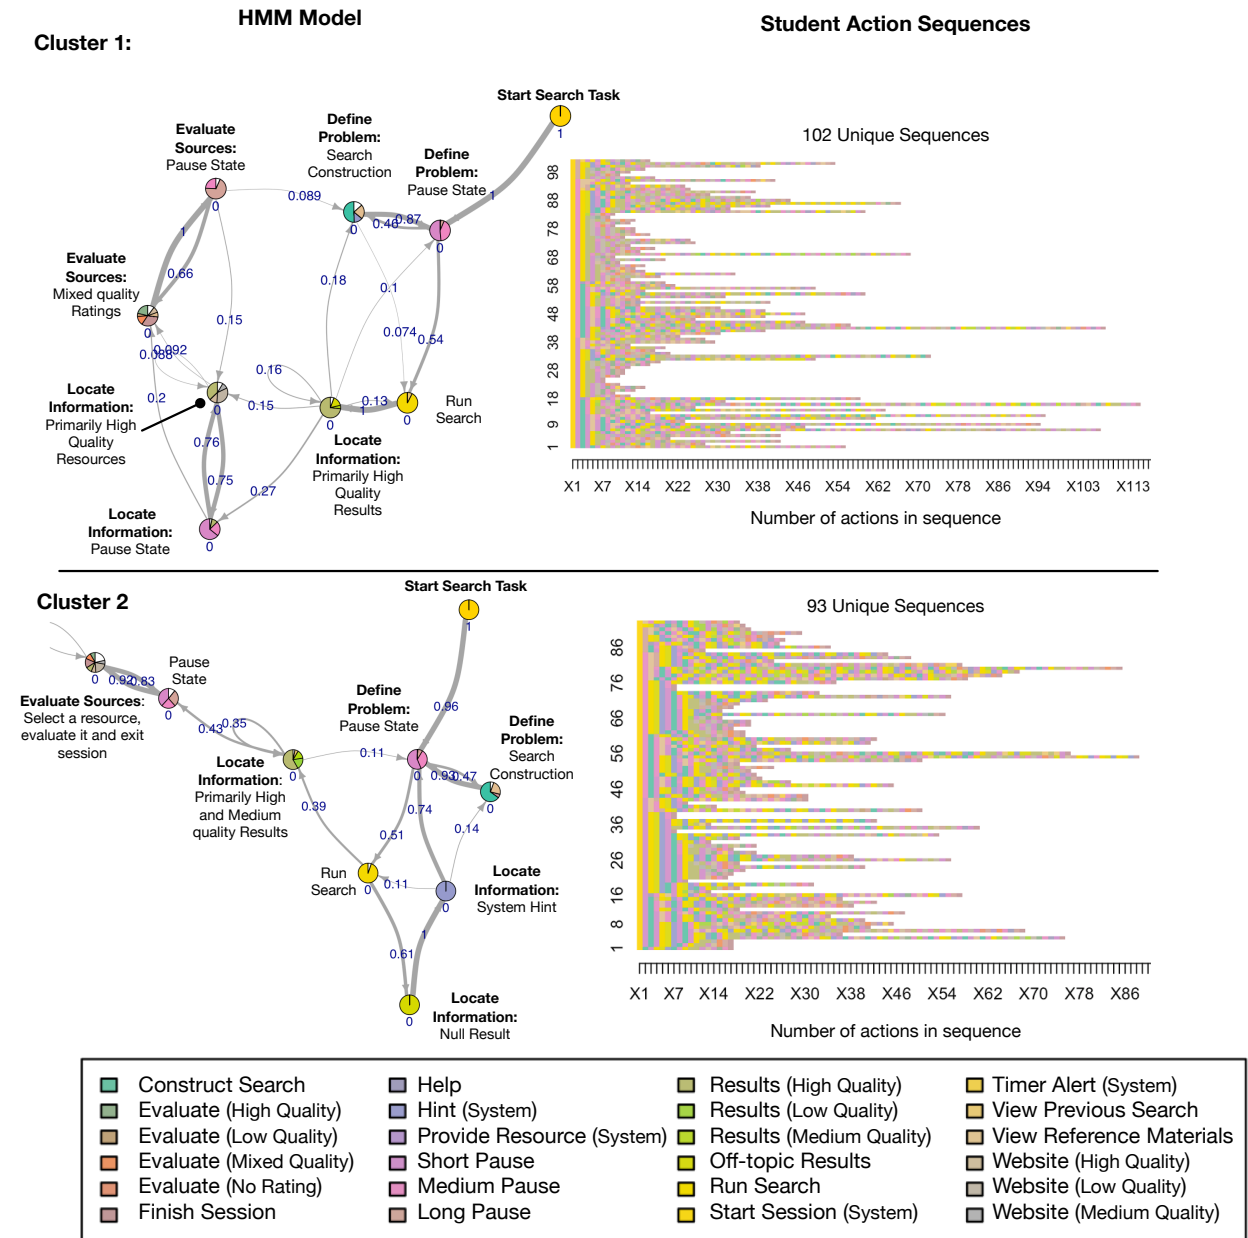 HMM Model
Student Action Sequences
Cluster 1:
Start Search Task
1
Evaluate
Sources:
Pause State
0
Define
Problem:
Search
Construction
0
Define
Problem:
Pause State
0
1
0.089
0.46
0.87
1
0.66
Evaluate
Sources:
Mixed quality
Ratings
0
0.15
0.18
0.1
0.074
0.54
0.092
0.088
0.2
0.16
0.15
0.13
1
Locate
Information:
Primarily High
Quality
Resources
0
0
0
Run
Search
Locate
Information:
Primarily High
Quality
Results
0.76
0.75
0.27
Locate
Information:
Pause State
0
102 Unique Sequences
98
88
78
68
58
48
38
28
18
9
1
X1 X7 X14 X22 X30 X38 X46 X54 X62 X70 X78 X86 X94 X103 X113
Number of actions in sequence
Cluster 2
Start Search Task
1
0.96
0
0.92
0.83
Pause
State
0
Evaluate Sources:
Select a resource,
evaluate it and exit
session
0.43
0.35
Define
Problem:
Pause State
0
Define
Problem:
Search
Construction
0
0.11
0.93
0.47
Locate
Information:
Primarily High
and Medium
quality Results
0
0.39
0.74
0.51
0.14
Run
Search
0
0.11
Locate
Information:
System Hint
0
1
0.61
Locate
Information:
Null Result
0
93 Unique Sequences
86
76
66
56
46
36
26
16
8
1
X1 X7 X14 X22 X30 X38 X46 X54 X62 X70 X78 X86
Number of actions in sequence
Construct Search
Evaluate (High Quality)
Evaluate (Low Quality)
Evaluate (Mixed Quality)
Evaluate (No Rating)
Finish Session
Help
Hint (System)
Provide Resource (System)
Short Pause
Medium Pause
Long Pause
Results (High Quality)
Results (Low Quality)
Results (Medium Quality)
Off-topic Results
Run Search
Start Session (System)
Timer Alert (System)
View Previous Search
View Reference Materials
Website (High Quality)
Website (Low Quality)
Website (Medium Quality)